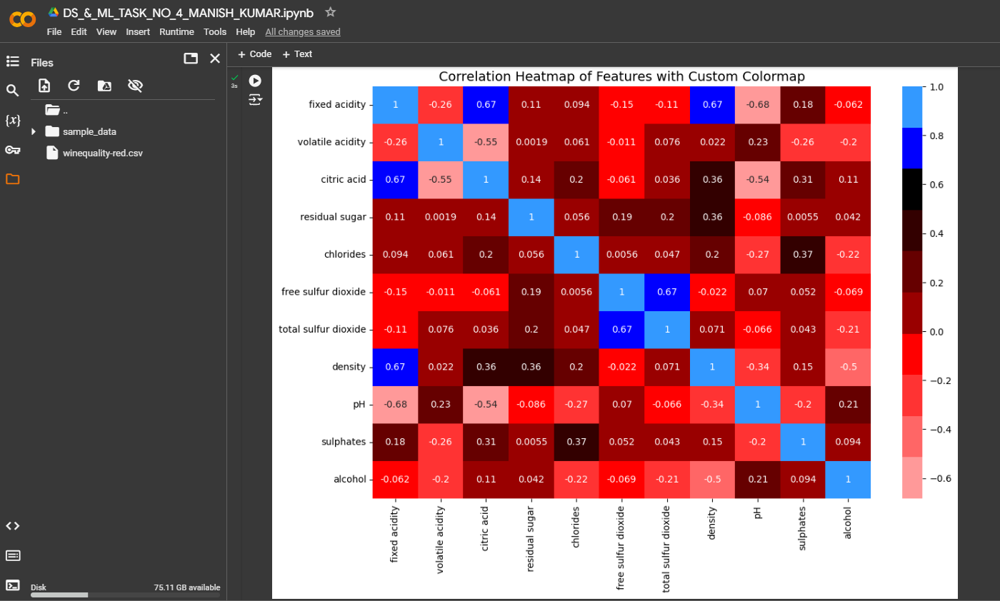 DS_&_ML_TASK_NO_4_MANISH_KUMAR.ipynb
File Edit View Insert Runtime Tools Help All changes saved
Files
+ Code + Text
{x}
..
sample_data
winequality-red.csv
Disk 75.11 GB available
3s
Correlation Heatmap of Features with Custom Colormap
fixed acidity 1 -0.26 0.67 0.11 0.094 -0.15 -0.11 0.67 -0.68 0.18 -0.062
volatile acidity -0.26 1 -0.55 0.0019 0.061 -0.011 0.076 0.022 0.23 -0.26 -0.2
citric acid 0.67 -0.55 1 0.14 0.2 -0.061 0.036 0.36 -0.54 0.31 0.11
residual sugar 0.11 0.0019 0.14 1 0.056 0.19 0.2 0.36 -0.086 0.0055 0.042
chlorides 0.094 0.061 0.2 0.056 1 0.0056 0.047 0.2 -0.27 0.37 -0.22
free sulfur dioxide -0.15 -0.011 -0.061 0.19 0.0056 1 0.67 -0.022 0.07 0.052 -0.069
total sulfur dioxide -0.11 0.076 0.036 0.2 0.047 0.67 1 0.071 -0.066 0.043 -0.21
density 0.67 0.022 0.36 0.36 0.2 -0.022 0.071 1 -0.34 0.15 -0.5
pH -0.68 0.23 -0.54 -0.086 -0.27 0.07 -0.066 -0.34 1 -0.2 0.21
sulphates 0.18 -0.26 0.31 0.0055 0.37 0.052 0.043 0.15 -0.2 1 0.094
alcohol -0.062 -0.2 0.11 0.042 -0.22 -0.069 -0.21 -0.5 0.21 0.094 1
fixed acidity
volatile acidity
citric acid
residual sugar
chlorides
free sulfur dioxide
total sulfur dioxide
density
pH
sulphates
alcohol
1.0
0.8
0.6
0.4
0.2
0.0
−0.2
−0.4
−0.6